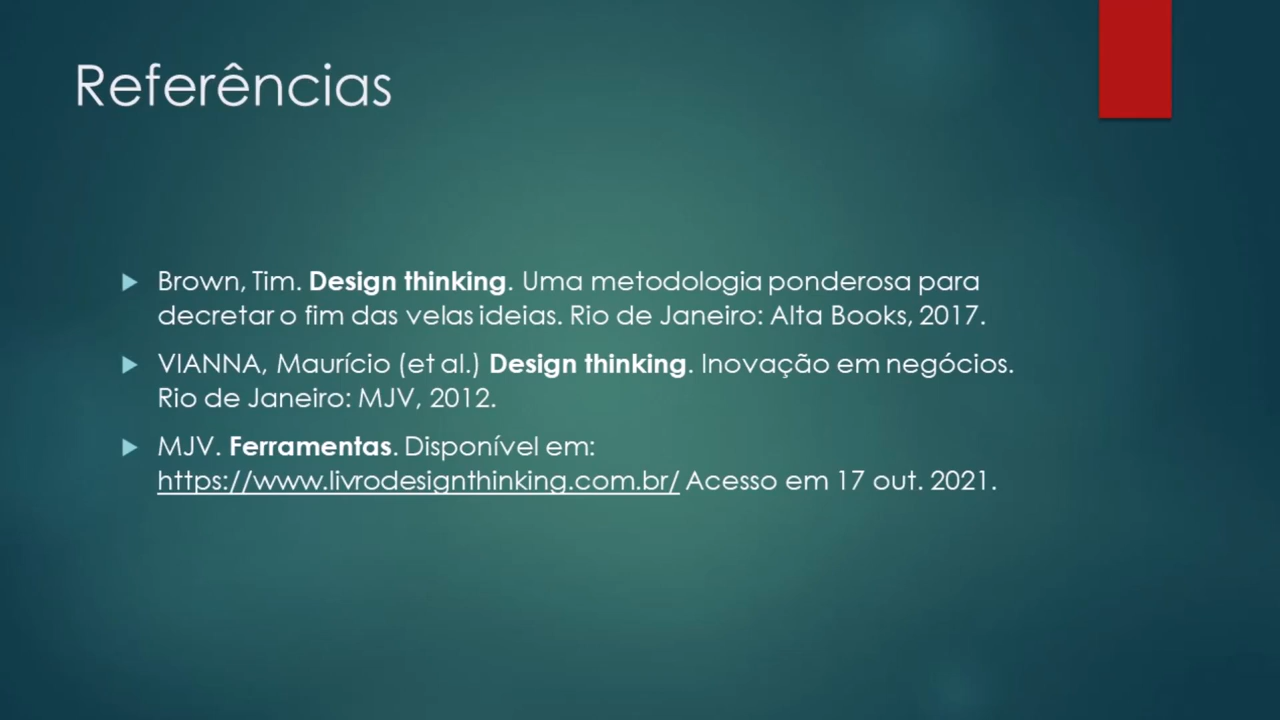 Referências
Brown, Tim. Design thinking. Uma metodologia ponderosa para
decretar o fim das velas ideias. Rio de Janeiro: Alta Books, 2017.
VIANNA, Maurício (et al.) Design thinking. Inovação em negócios.
Rio de Janeiro: MJV, 2012.
MJV. Ferramentas. Disponível em:
https://www.livrodesignthinking.com.br/ Acesso em 17 out. 2021.